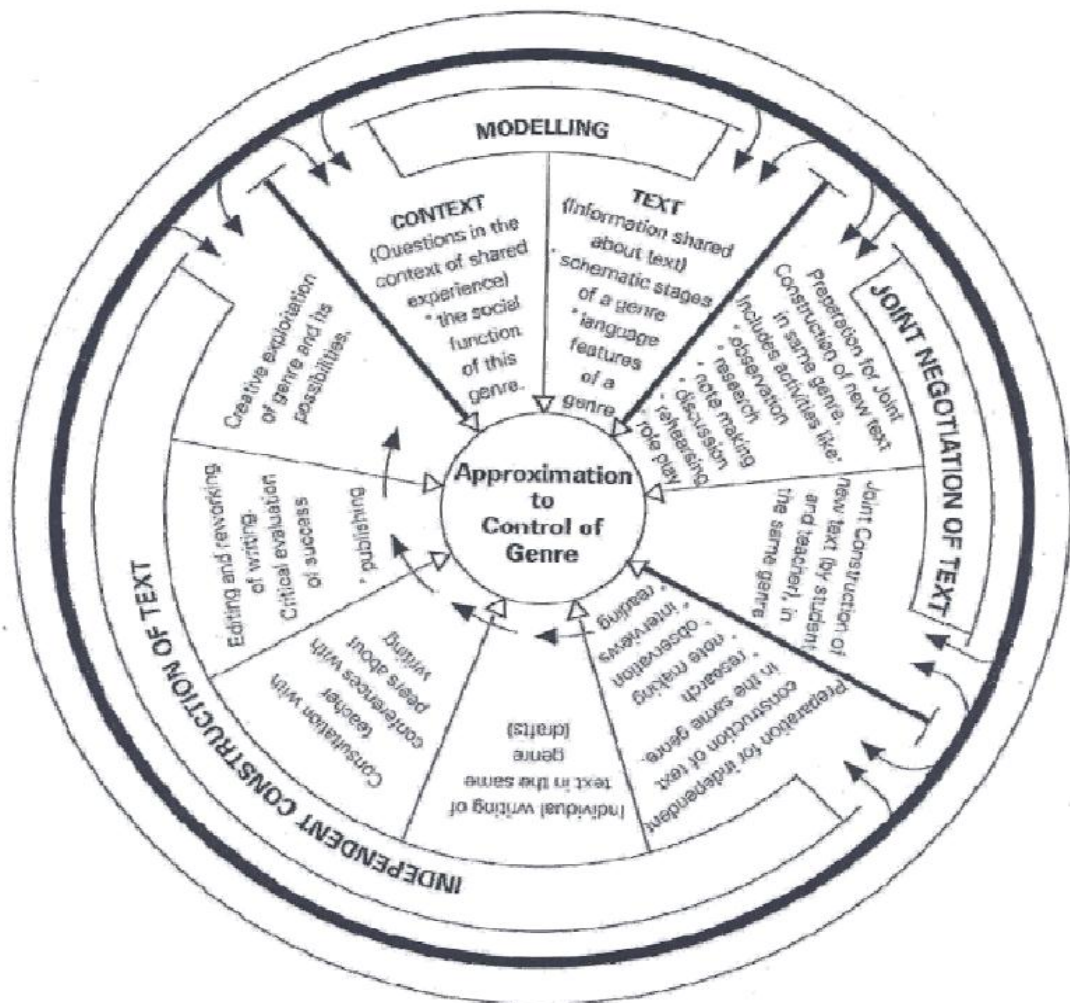 MODELLING
CONTEXT
(Questions in the
context of shared
experience)
* the social
function
of this
genre.
TEXT
(Information shared
about text)
* schematic stages
of a genre
* language
features
of a
genre
JOINT NEGOTIATION OF TEXT
Preparation for Joint
Construction of new text
in same genre.
Includes activities like:
* observation
* research
* note making
* discussion
* rehearsing
role play
Joint Construction of
new text (by student
and teacher), in
the same genre
INDEPENDENT CONSTRUCTION OF TEXT
Preparation for independent
construction of text
in the same genre.
* research
* note making
* observation
* interviews
* reading
Individual writing of
text in the same
genre
(drafts)
Consultation with
teacher
conferences with
peers about
writing
Editing and reworking
of writing.
Critical evaluation
of success
* publishing
Creative exploriation
of genre and its
possibilities.
Approximation
to
Control of
Genre